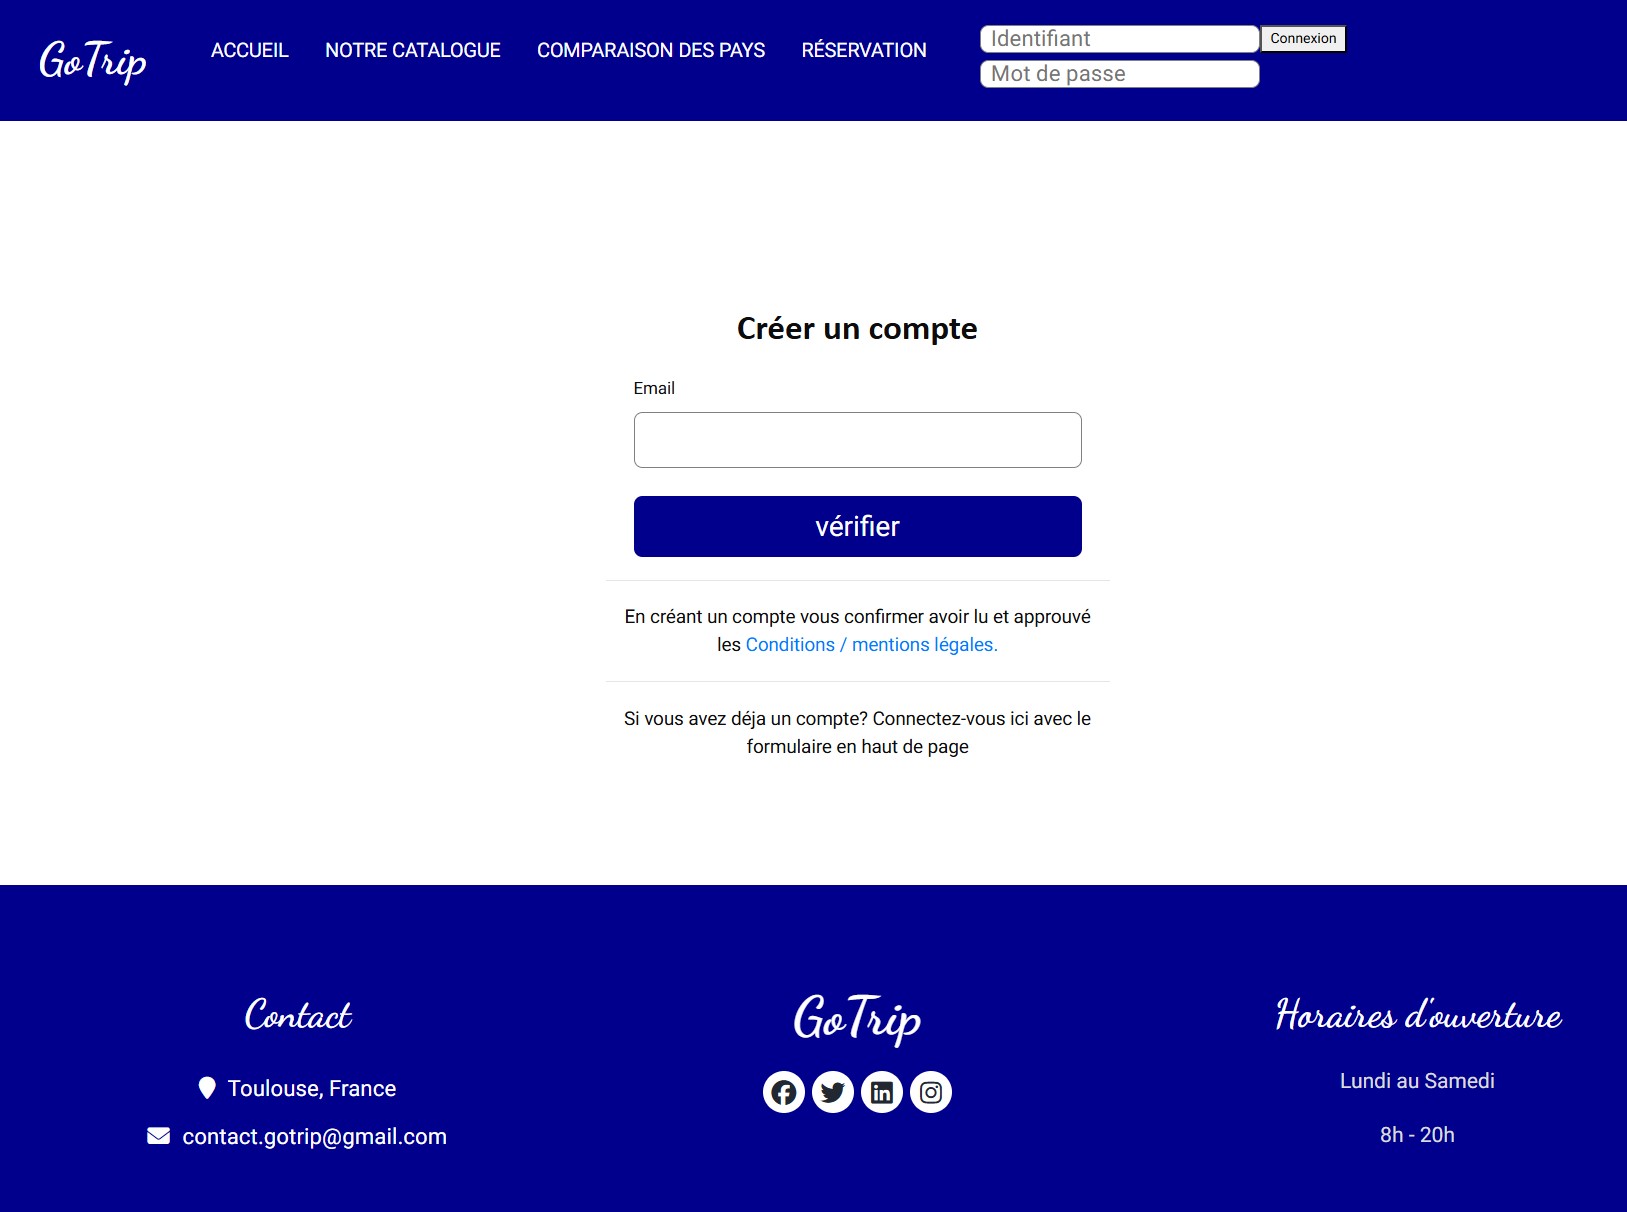 GoTrip
ACCUEIL
NOTRE CATALOGUE
COMPARAISON DES PAYS
RÉSERVATION
Identifiant
Connexion
Mot de passe
Créer un compte
Email
vérifier
En créant un compte vous confirmer avoir lu et approuvé
les Conditions / mentions légales.
Si vous avez déja un compte? Connectez-vous ici avec le
formulaire en haut de page
Contact
Toulouse, France
contact.gotrip@gmail.com
GoTrip
Horaires d'ouverture
Lundi au Samedi
8h - 20h